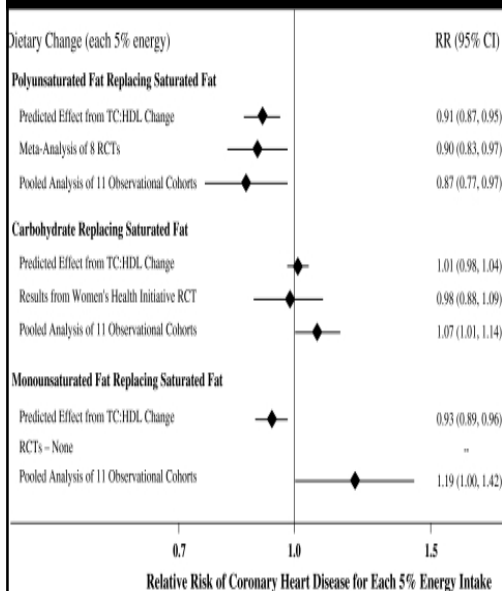 Dietary Change (each 5% energy) RR (95% CI)
Polyunsaturated Fat Replacing Saturated Fat
Predicted Effect from TC:HDL Change 0.91 (0.87, 0.95)
Meta-Analysis of 8 RCTs 0.90 (0.83, 0.97)
Pooled Analysis of 11 Observational Cohorts 0.87 (0.77, 0.97)
Carbohydrate Replacing Saturated Fat
Predicted Effect from TC:HDL Change 1.01 (0.98, 1.04)
Results from Women's Health Initiative RCT 0.98 (0.88, 1.09)
Pooled Analysis of 11 Observational Cohorts 1.07 (1.01, 1.14)
Monounsaturated Fat Replacing Saturated Fat
Predicted Effect from TC:HDL Change 0.93 (0.89, 0.96)
RCTs – None ,,
Pooled Analysis of 11 Observational Cohorts 1.19 (1.00, 1.42)
0.7 1.0 1.5
Relative Risk of Coronary Heart Disease for Each 5% Energy Intake